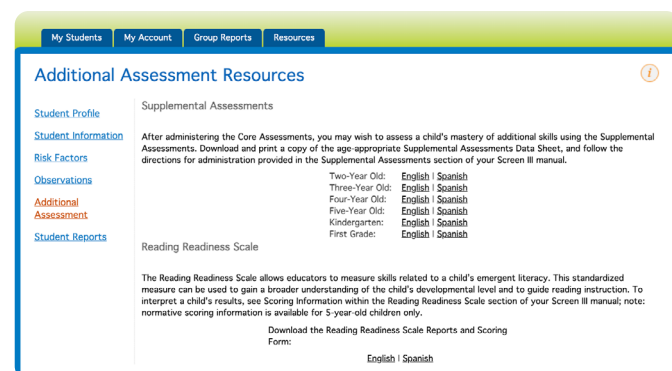 My Students My Account Group Reports Resources
Additional Assessment Resources
i
Student Profile
Student Information
Risk Factors
Observations
Additional
Assessment
Student Reports
Supplemental Assessments
After administering the Core Assessments, you may wish to assess a child's mastery of additional skills using the Supplemental
Assessments. Download and print a copy of the age-appropriate Supplemental Assessments Data Sheet, and follow the
directions for administration provided in the Supplemental Assessments section of your Screen III manual.
Two-Year Old: English | Spanish
Three-Year Old: English | Spanish
Four-Year Old: English | Spanish
Five-Year Old: English | Spanish
Kindergarten: English | Spanish
First Grade: English | Spanish
Reading Readiness Scale
The Reading Readiness Scale allows educators to measure skills related to a child's emergent literacy. This standardized
measure can be used to gain a broader understanding of the child's developmental level and to guide reading instruction. To
interpret a child's results, see Scoring Information within the Reading Readiness Scale section of your Screen III manual; note:
normative scoring information is available for 5-year-old children only.
Download the Reading Readiness Scale Reports and Scoring
Form:
English | Spanish